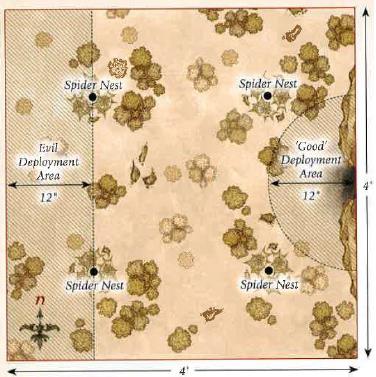 Spider Nest
Spider Nest
Evil
Deployment
Area
12"
'Good'
Deployment
Area
12"
4'
Spider Nest
Spider Nest
n
4'